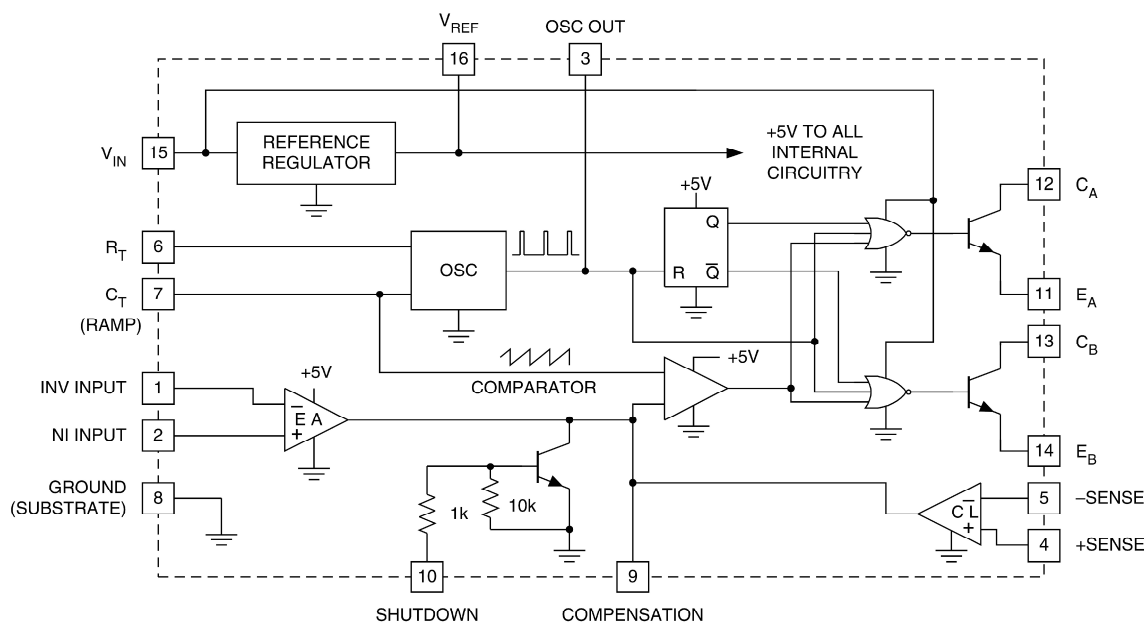 V_REF
OSC OUT
16
3
V_IN
15
REFERENCE
REGULATOR
+5V TO ALL
INTERNAL
CIRCUITRY
+5V
12
C_A
R_T
6
OSC
Q
R
Q̅
C_T
7
(RAMP)
11
E_A
13
C_B
COMPARATOR
+5V
INV INPUT
1
+5V
–
E A
+
NI INPUT
2
14
E_B
GROUND
(SUBSTRATE)
8
1k
10k
C L
–
+
5
–SENSE
4
+SENSE
10
9
SHUTDOWN
COMPENSATION